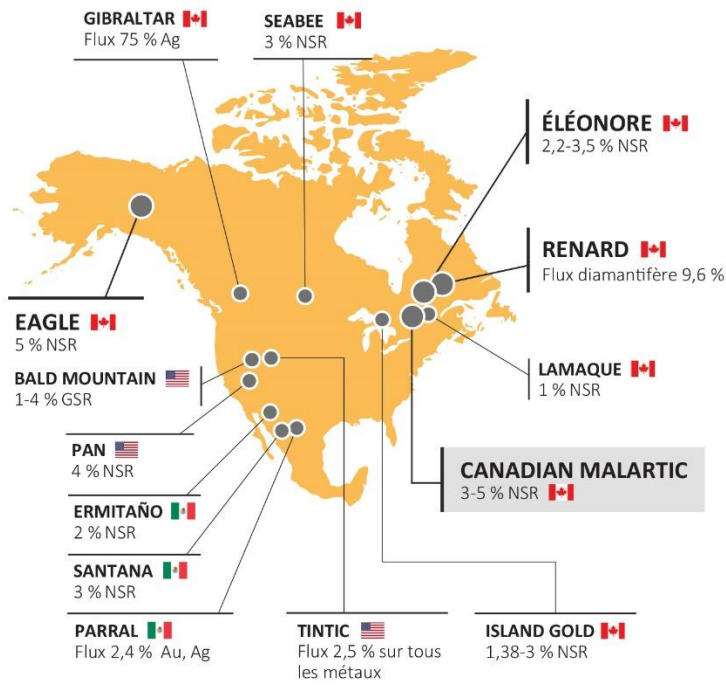 GIBRALTAR
Flux 75 % Ag
SEABEE
3 % NSR
ÉLÉONORE
2,2-3,5 % NSR
RENARD
Flux diamantifère 9,6 %
EAGLE
5 % NSR
BALD MOUNTAIN
1-4 % GSR
LAMAQUE
1 % NSR
PAN
4 % NSR
CANADIAN MALARTIC
3-5 % NSR
ERMITAÑO
2 % NSR
SANTANA
3 % NSR
PARRAL
Flux 2,4 % Au, Ag
TINTIC
Flux 2,5 % sur tous
les métaux
ISLAND GOLD
1,38-3 % NSR